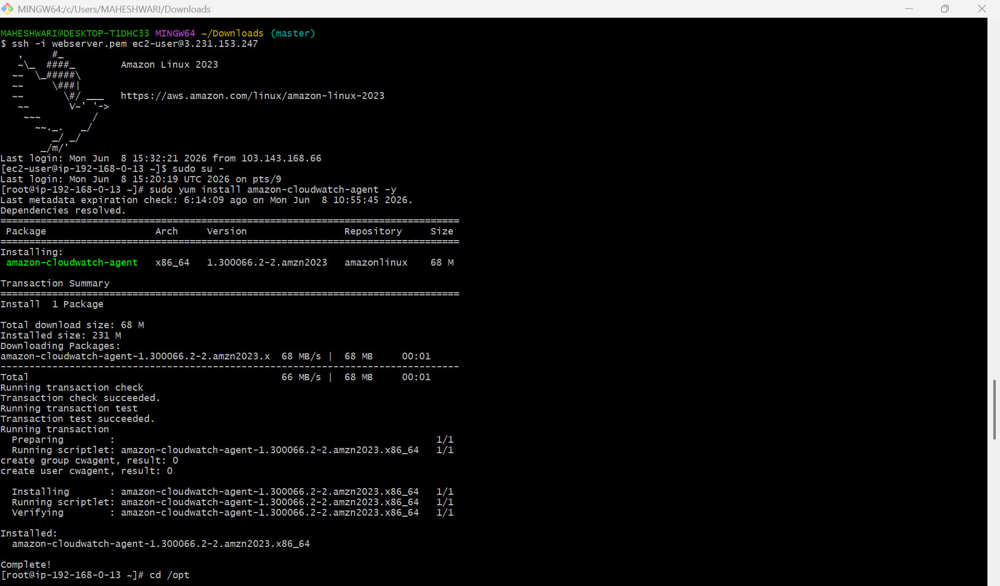 MINGW64:/c/Users/MAHESHWARI/Downloads
MAHESHWARI@DESKTOP-T1DHC33 MINGW64 ~/Downloads (master)
$ ssh -i webserver.pem ec2-user@3.231.153.247
   ,     #_
   ~\_  ####_        Amazon Linux 2023
  ~~  \_#####\
  ~~     \###|
  ~~       \#/ ___   https://aws.amazon.com/linux/amazon-linux-2023
   ~~       V~' '->
    ~~~         /
      ~~._.   _/
         _/ _/
       _/m/'
Last login: Mon Jun  8 15:32:21 2026 from 103.143.168.66
[ec2-user@ip-192-168-0-13 ~]$ sudo su -
Last login: Mon Jun  8 15:20:19 UTC 2026 on pts/9
[root@ip-192-168-0-13 ~]# sudo yum install amazon-cloudwatch-agent -y
Last metadata expiration check: 6:14:09 ago on Mon Jun  8 10:55:45 2026.
Dependencies resolved.
================================================================================
 Package                   Arch     Version                 Repository     Size
================================================================================
Installing:
 amazon-cloudwatch-agent   x86_64   1.300066.2-2.amzn2023   amazonlinux    68 M

Transaction Summary
================================================================================
Install  1 Package

Total download size: 68 M
Installed size: 231 M
Downloading Packages:
amazon-cloudwatch-agent-1.300066.2-2.amzn2023.x  68 MB/s |  68 MB     00:01
--------------------------------------------------------------------------------
Total                                            66 MB/s |  68 MB     00:01
Running transaction check
Transaction check succeeded.
Running transaction test
Transaction test succeeded.
Running transaction
  Preparing        :                                                        1/1
  Running scriptlet: amazon-cloudwatch-agent-1.300066.2-2.amzn2023.x86_64   1/1
create group cwagent, result: 0
create user cwagent, result: 0

  Installing       : amazon-cloudwatch-agent-1.300066.2-2.amzn2023.x86_64   1/1
  Running scriptlet: amazon-cloudwatch-agent-1.300066.2-2.amzn2023.x86_64   1/1
  Verifying        : amazon-cloudwatch-agent-1.300066.2-2.amzn2023.x86_64   1/1

Installed:
  amazon-cloudwatch-agent-1.300066.2-2.amzn2023.x86_64

Complete!
[root@ip-192-168-0-13 ~]# cd /opt